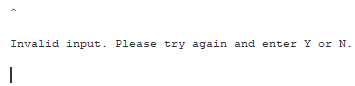 ^
Invalid input. Please try again and enter Y or N.